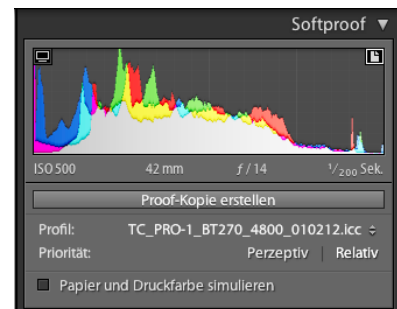 Softproof
ISO 500 42 mm ƒ / 14 1/200 Sek.
Proof-Kopie erstellen
Profil: TC_PRO-1_BT270_4800_010212.icc
Priorität: Perzeptiv Relativ
Papier und Druckfarbe simulieren